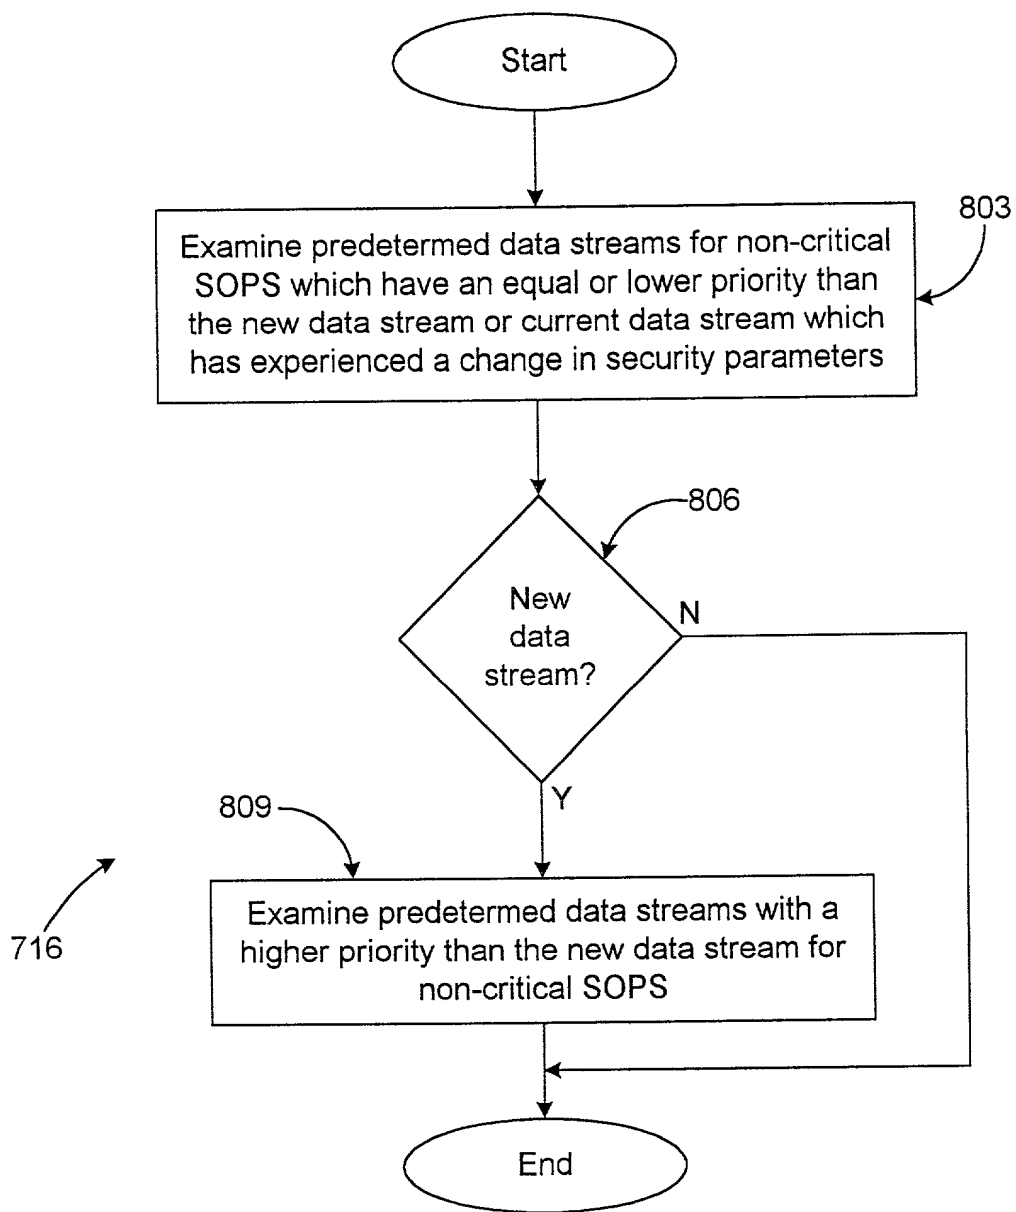 Start
803
Examine predetermed data streams for non-critical
SOPS which have an equal or lower priority than
the new data stream or current data stream which
has experienced a change in security parameters
806
New
data
stream?
N
Y
809
Examine predetermed data streams with a
higher priority than the new data stream for
non-critical SOPS
716
End